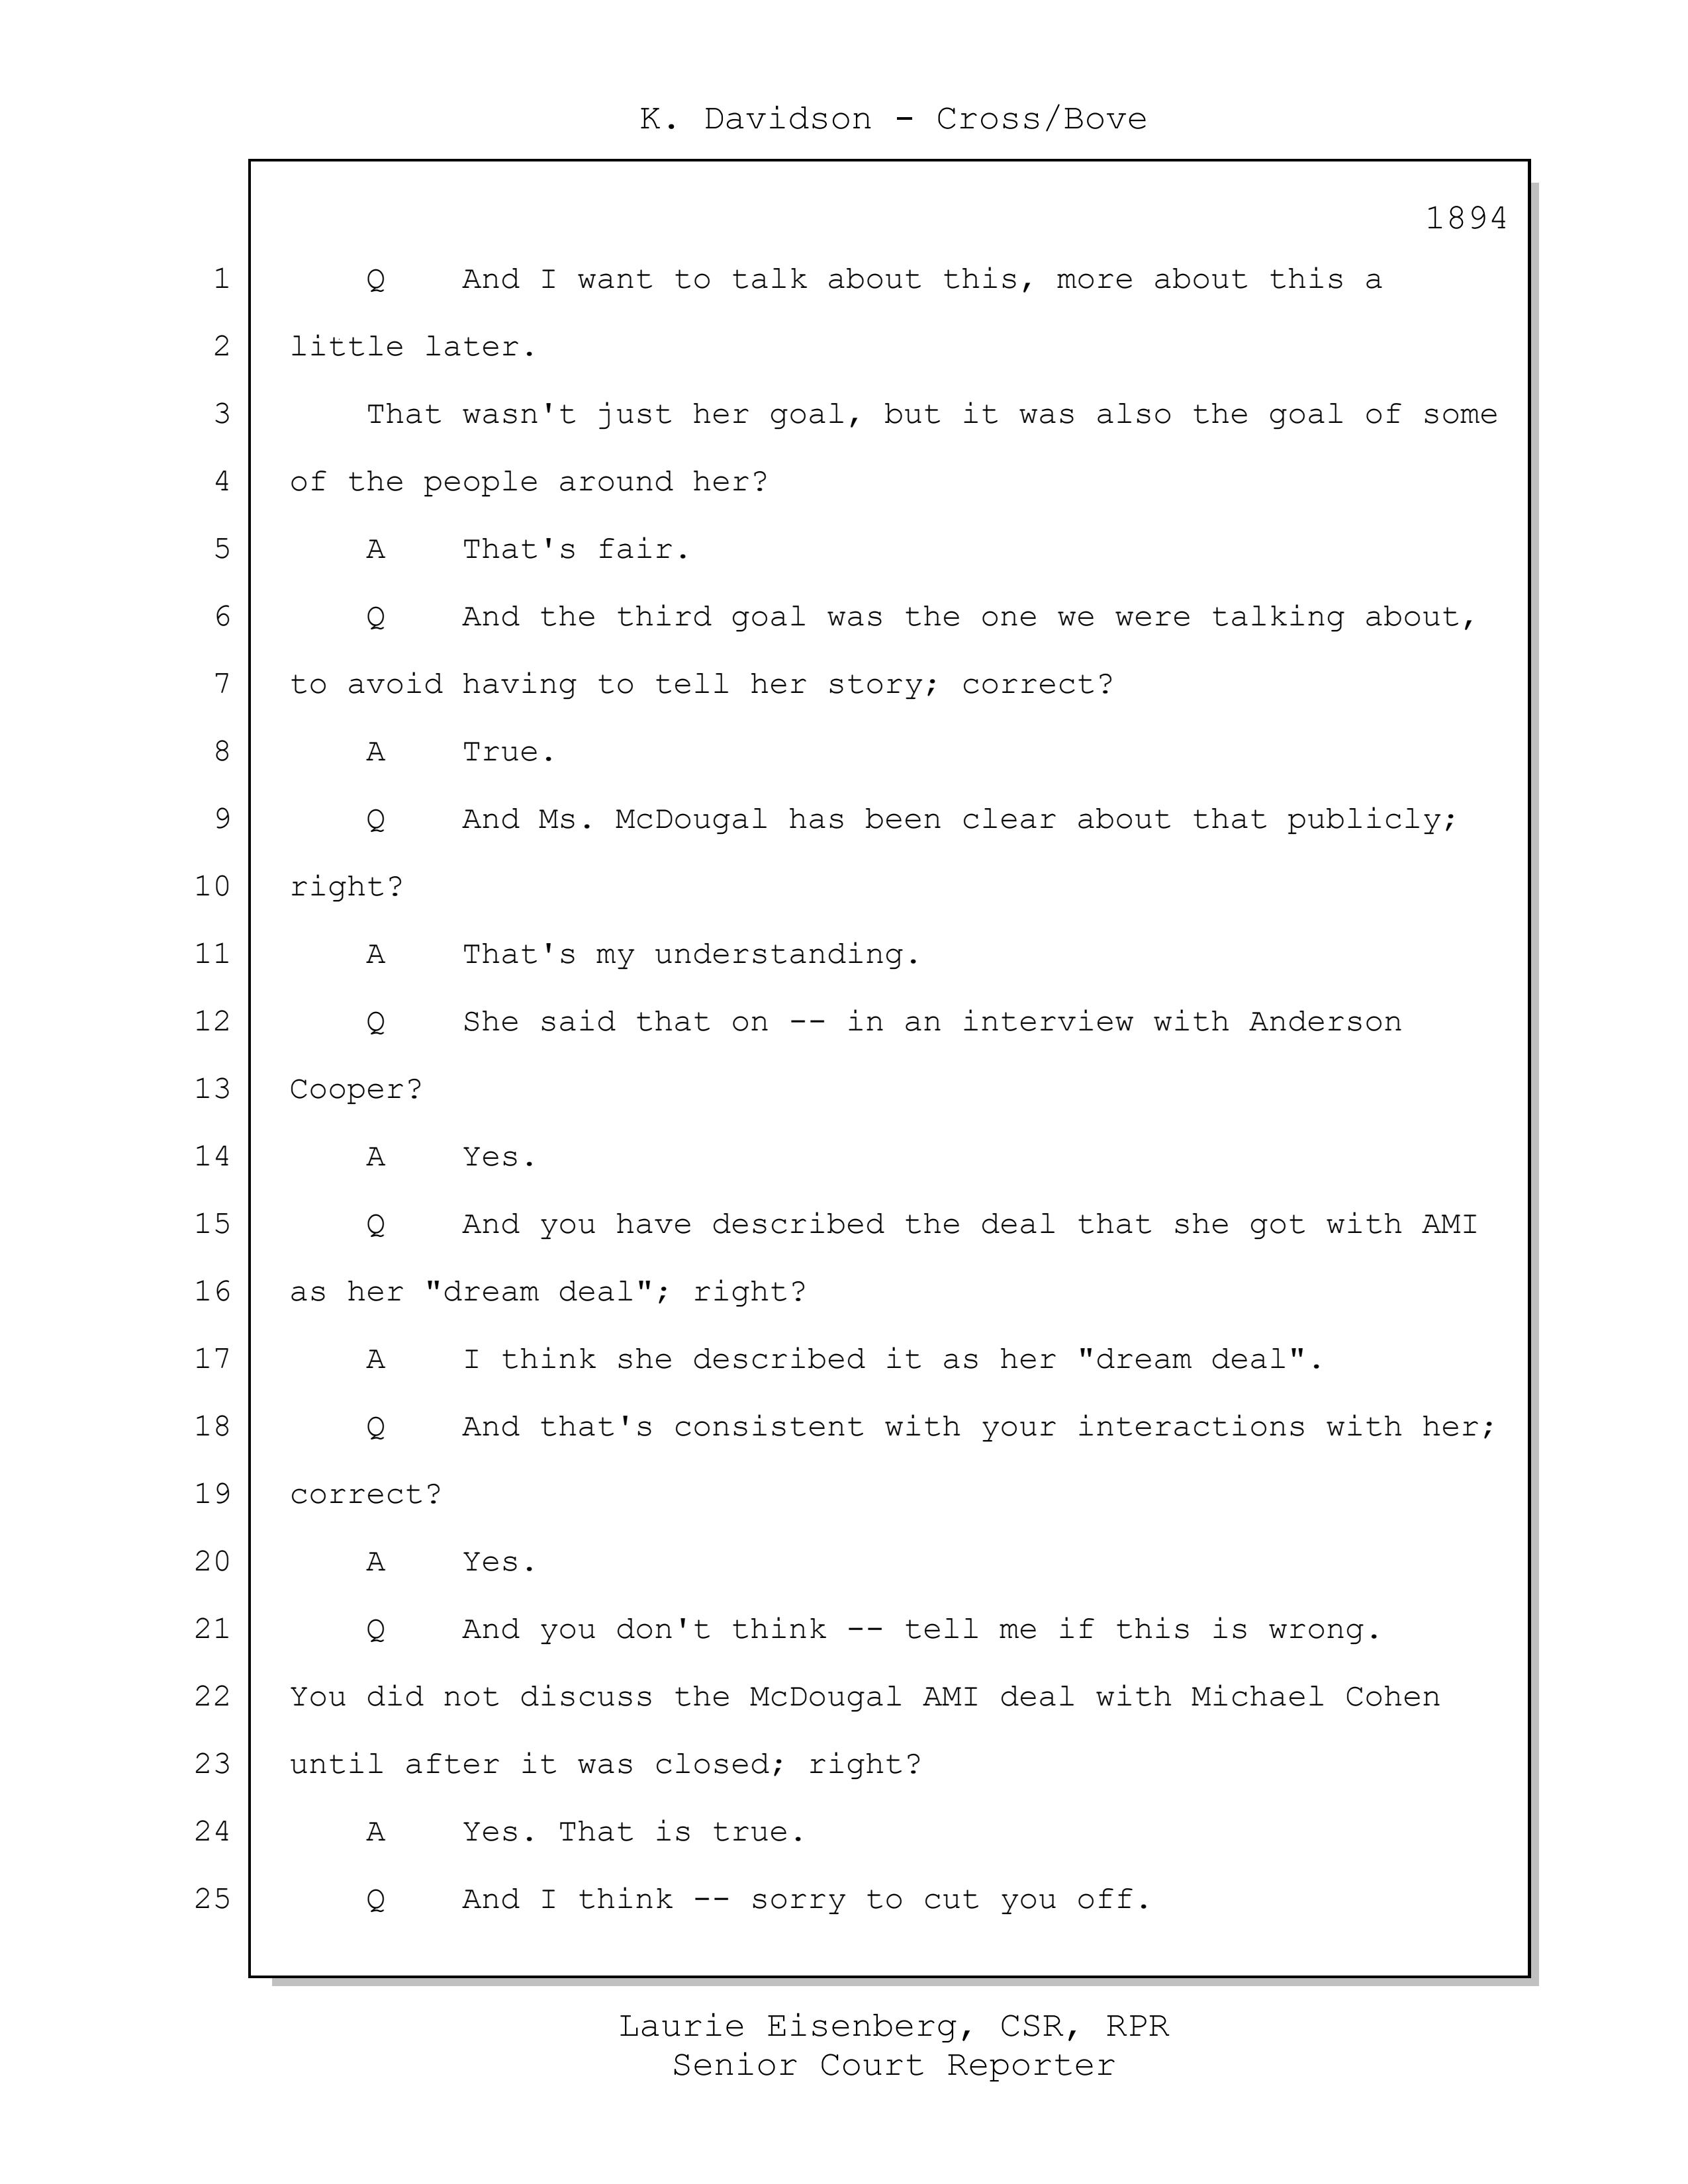 K. Davidson - Cross/Bove
1894
1 Q And I want to talk about this, more about this a
2 little later.
3 That wasn't just her goal, but it was also the goal of some
4 of the people around her?
5 A That's fair.
6 Q And the third goal was the one we were talking about,
7 to avoid having to tell her story; correct?
8 A True.
9 Q And Ms. McDougal has been clear about that publicly;
10 right?
11 A That's my understanding.
12 Q She said that on -- in an interview with Anderson
13 Cooper?
14 A Yes.
15 Q And you have described the deal that she got with AMI
16 as her "dream deal"; right?
17 A I think she described it as her "dream deal".
18 Q And that's consistent with your interactions with her;
19 correct?
20 A Yes.
21 Q And you don't think -- tell me if this is wrong.
22 You did not discuss the McDougal AMI deal with Michael Cohen
23 until after it was closed; right?
24 A Yes. That is true.
25 Q And I think -- sorry to cut you off.
Laurie Eisenberg, CSR, RPR
Senior Court Reporter